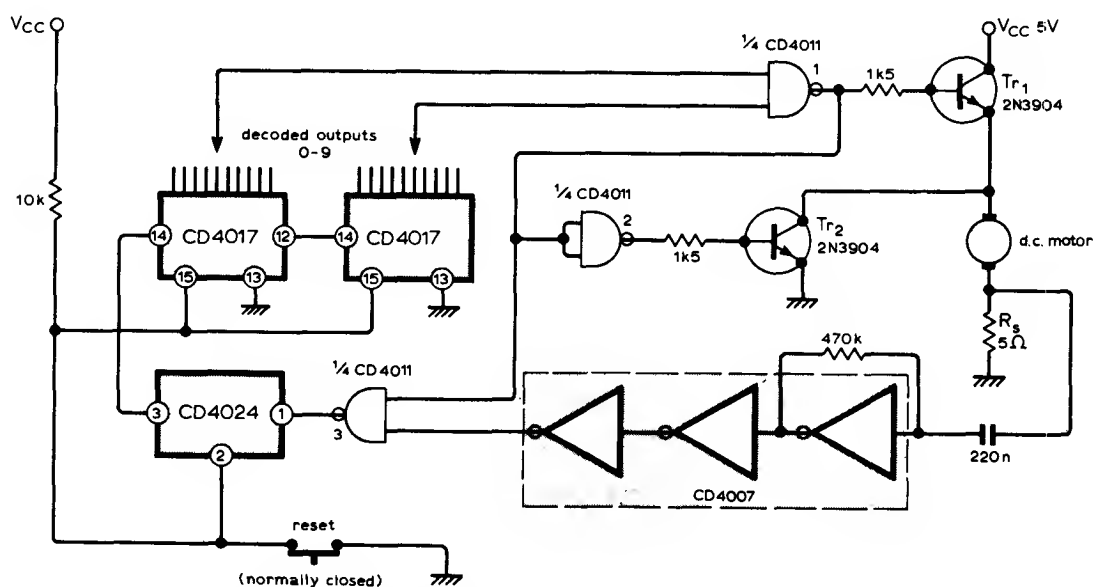 VCC
VCC 5V
¼ CD4011
1
1k5
Tr1
2N3904
decoded outputs
0-9
10k
¼ CD4011
2
1k5
Tr2
2N3904
d.c. motor
14
CD4017
12
14
CD4017
15
13
15
13
RS
5Ω
470k
¼ CD4011
3
CD4024
1
3
2
220n
CD4007
reset
(normally closed)